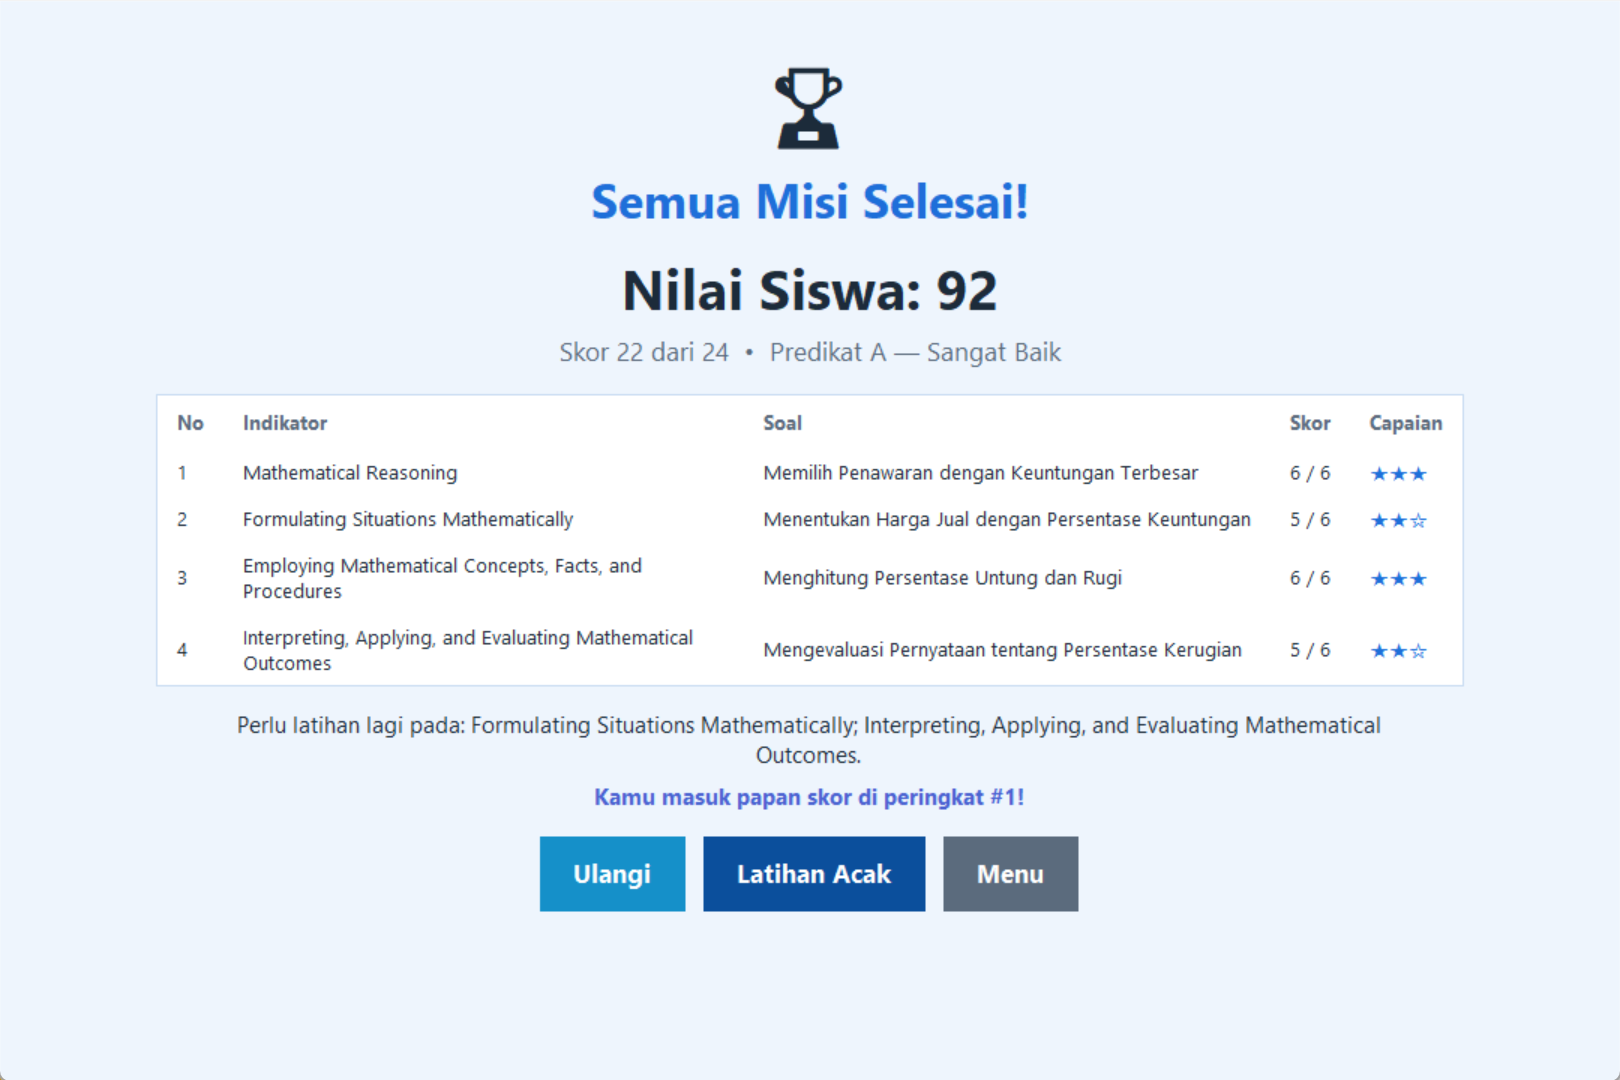 Semua Misi Selesai!
Nilai Siswa: 92
Skor 22 dari 24 • Predikat A — Sangat Baik
No Indikator Soal Skor Capaian
1 Mathematical Reasoning Memilih Penawaran dengan Keuntungan Terbesar 6 / 6 ★★★
2 Formulating Situations Mathematically Menentukan Harga Jual dengan Persentase Keuntungan 5 / 6 ★★☆
3 Employing Mathematical Concepts, Facts, and
Procedures Menghitung Persentase Untung dan Rugi 6 / 6 ★★★
4 Interpreting, Applying, and Evaluating Mathematical
Outcomes Mengevaluasi Pernyataan tentang Persentase Kerugian 5 / 6 ★★☆
Perlu latihan lagi pada: Formulating Situations Mathematically; Interpreting, Applying, and Evaluating Mathematical
Outcomes.
Kamu masuk papan skor di peringkat #1!
Ulangi Latihan Acak Menu